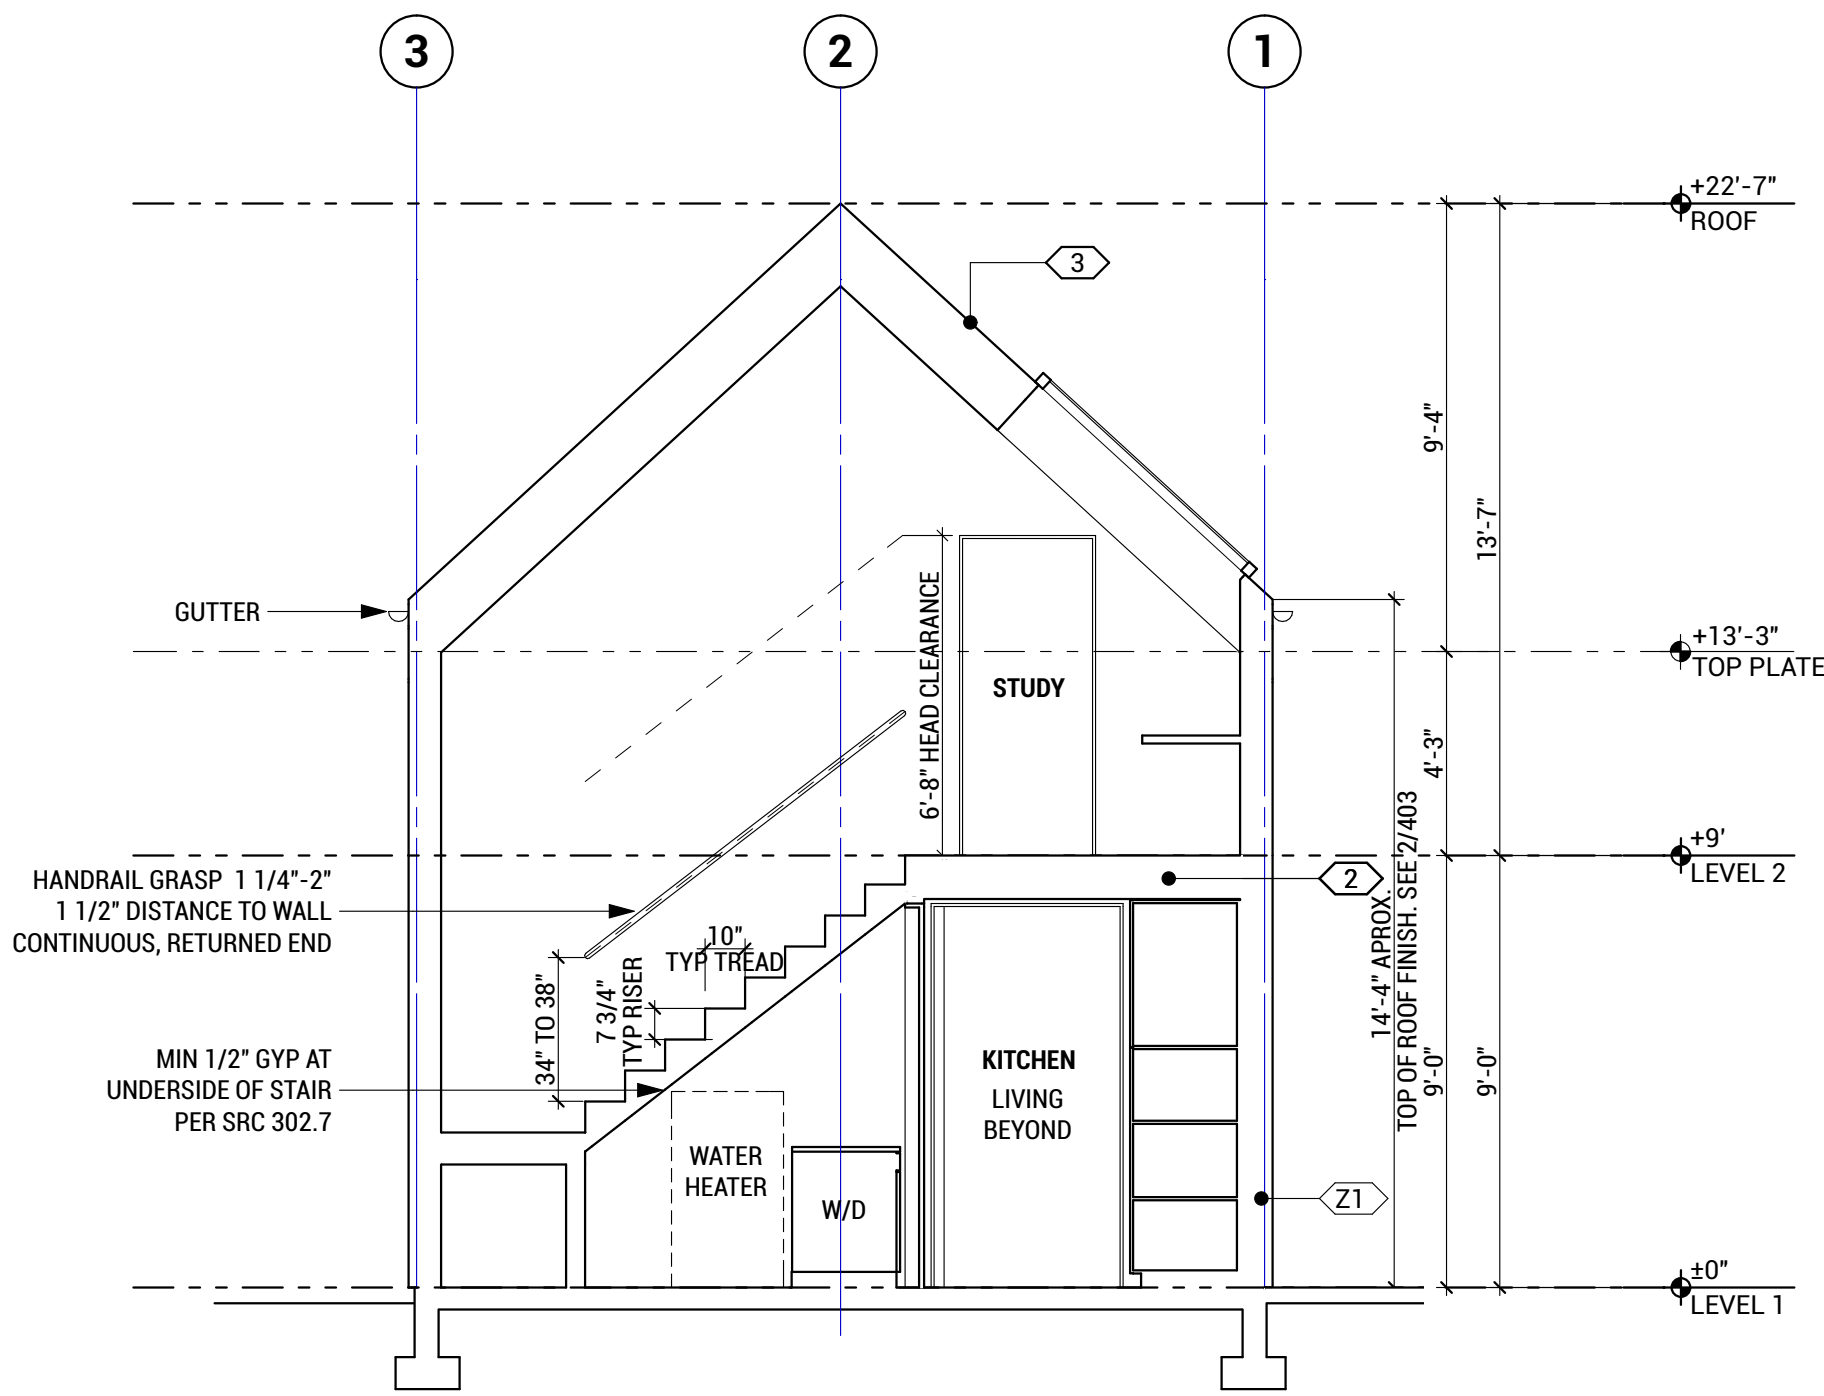 3
2
1
+22'-7"
ROOF
3
9'-4"
13'-7"
GUTTER
+13'-3"
TOP PLATE
6'-8" HEAD CLEARANCE
STUDY
4'-3"
+9'
LEVEL 2
HANDRAIL GRASP 1 1/4"-2"
1 1/2" DISTANCE TO WALL
CONTINUOUS, RETURNED END
2
10"
TYP TREAD
7 3/4"
TYP RISER
34" TO 38"
14'-4" APROX.
TOP OF ROOF FINISH. SEE 2/403
9'-0"
9'-0"
MIN 1/2" GYP AT
UNDERSIDE OF STAIR
PER SRC 302.7
KITCHEN
LIVING
BEYOND
WATER
HEATER
W/D
Z1
±0"
LEVEL 1